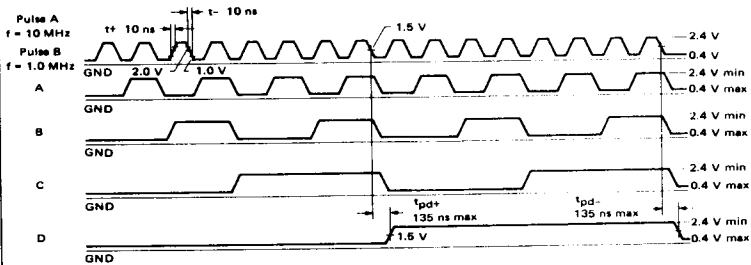 Pulse A
f = 10 MHz
Pulse B
f = 1.0 MHz
t+ 10 ns
t– 10 ns
1.5 V
2.4 V
0.4 V
GND
2.0 V
1.0 V
2.4 V min
A
0.4 V max
GND
2.4 V min
B
0.4 V max
GND
2.4 V min
C
0.4 V max
GND
tpd+
135 ns max
tpd–
135 ns max
2.4 V min
D
1.5 V
0.4 V max
GND